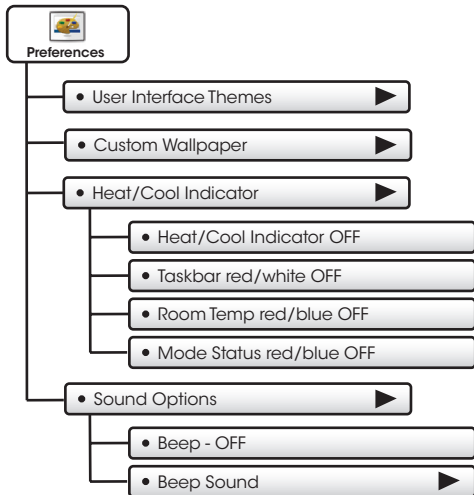 Preferences
• User Interface Themes
• Custom Wallpaper
• Heat/Cool Indicator
• Heat/Cool Indicator OFF
• Taskbar red/white OFF
• Room Temp red/blue OFF
• Mode Status red/blue OFF
• Sound Options
• Beep - OFF
• Beep Sound